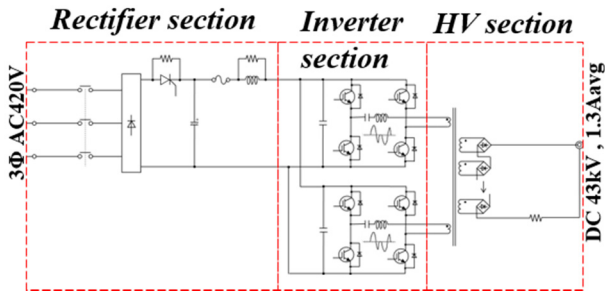 Rectifier section
Inverter section
HV section
3Φ AC420V
DC 43kV , 1.3Aavg